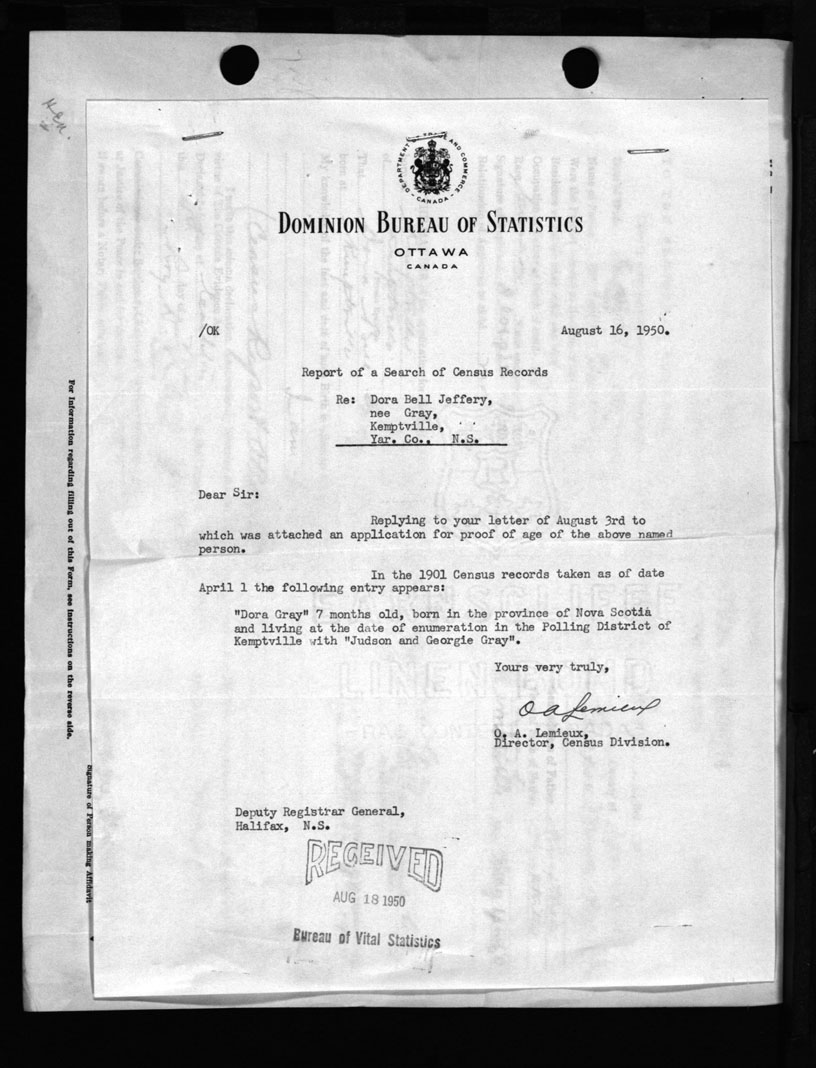 DEPARTMENT AND COMMERCE
CANADA
DOMINION BUREAU OF STATISTICS
OTTAWA
CANADA
/OK August 16, 1950.
Report of a Search of Census Records
Re: Dora Bell Jeffery,
nee Gray,
Kemptville,
Yar. Co., N.S.
Dear Sir:
Replying to your letter of August 3rd to
which was attached an application for proof of age of the above named
person.
In the 1901 Census records taken as of date
April 1 the following entry appears:
"Dora Gray" 7 months old, born in the province of Nova Scotia
and living at the date of enumeration in the Polling District of
Kemptville with "Judson and Georgie Gray".
Yours very truly,
O A Lemieux
O. A. Lemieux,
Director, Census Division.
Deputy Registrar General,
Halifax, N.S.
RECEIVED
AUG 18 1950
Bureau of Vital Statistics
For Information regarding filling out of this Form, see instructions on the reverse side.
Signature of Person making Affidavit
LINEN